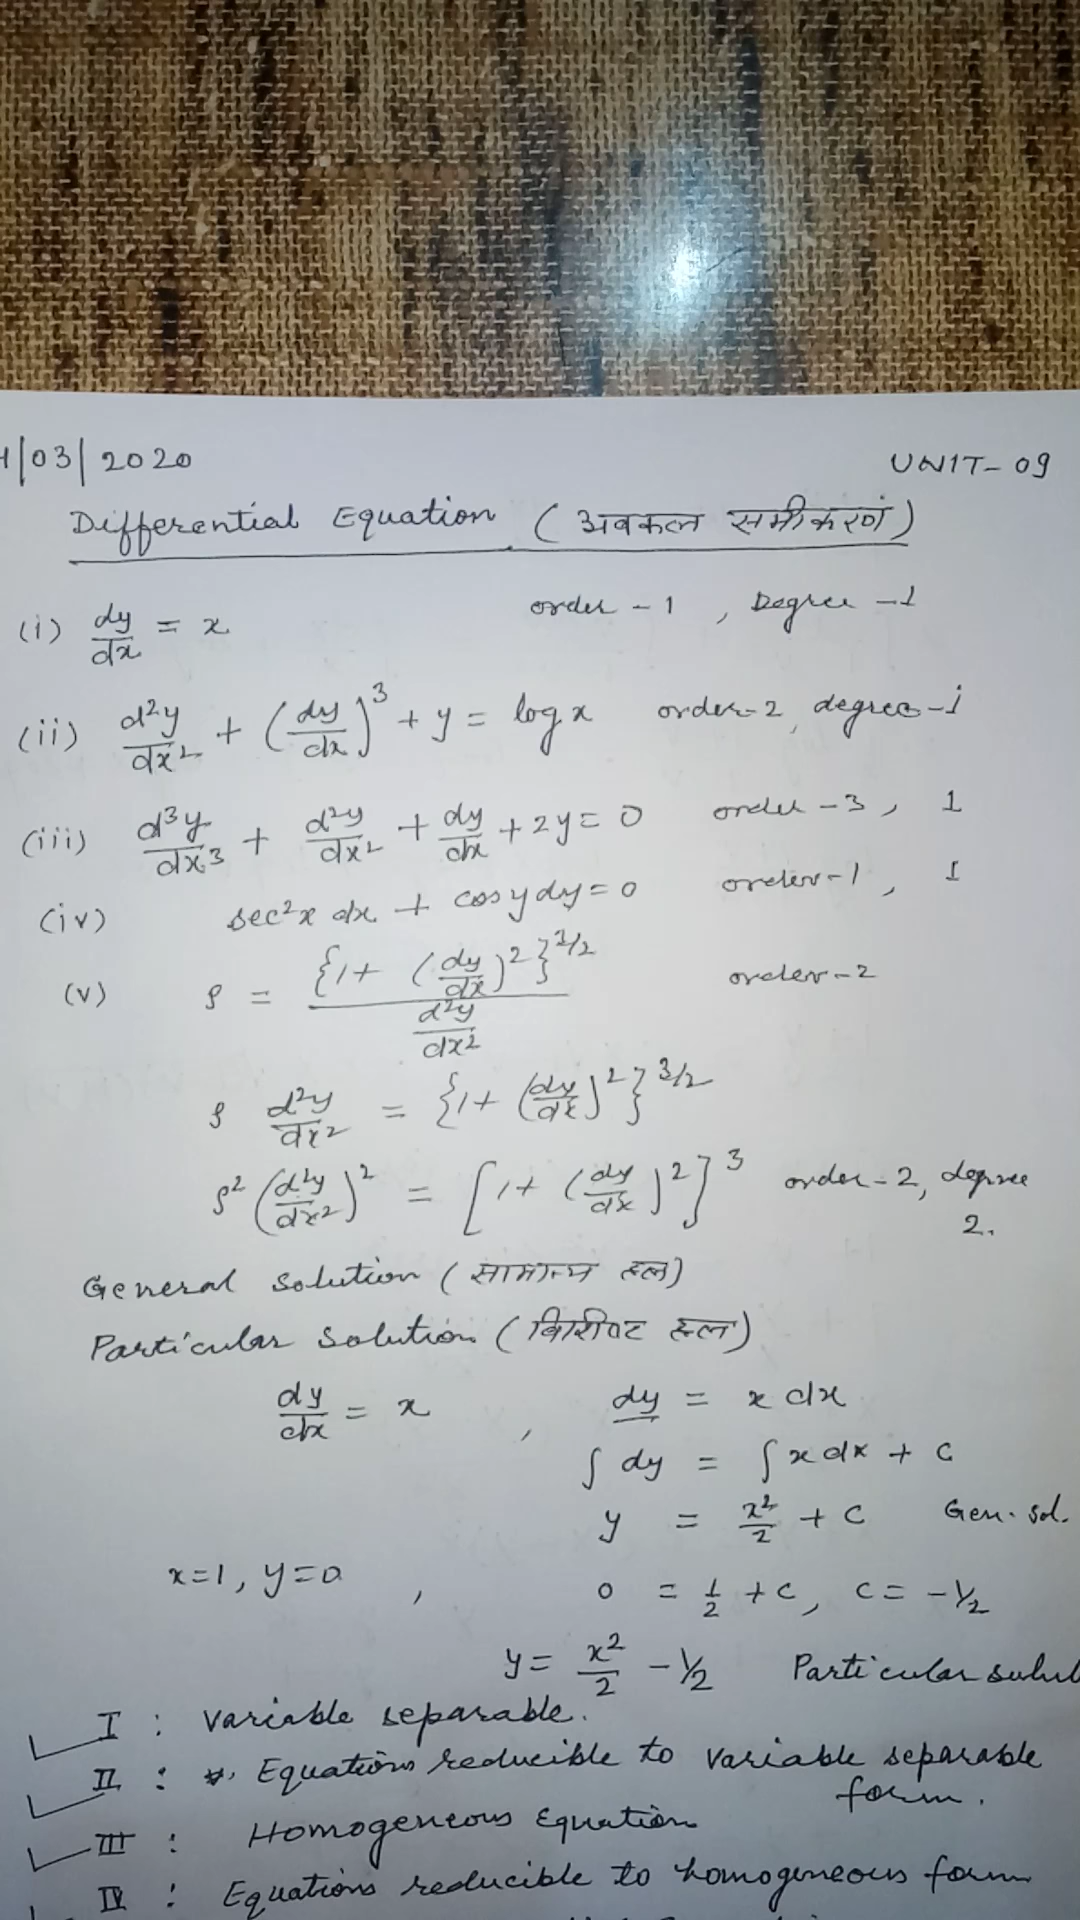 /03/2020 UNIT-09
Differential Equation (अवकल समीकरणं)
(i) dy/dx = x order - 1, Degree - 1
(ii) d²y/dx² + (dy/dx)³ + y = log x order-2, degree-1
(iii) d³y/dx³ + d²y/dx² + dy/dx + 2y = 0 order - 3, 1
(iv) sec²x dx + cosy dy = 0 order-1, 1
(v) ρ = {1+ (dy/dx)²}^3/2 / d²y/dx² order-2
ρ d²y/dx² = {1+ (dy/dx)²}^3/2
ρ² (d²y/dx²)² = [1+ (dy/dx)²]³ order-2, degree
2.
General solution (सामान्य हल)
Particular solution (विशिष्ट हल)
dy/dx = x , dy = x dx
∫ dy = ∫ x dx + c
y = x²/2 + c Gen. sol.
x=1, y=0 , 0 = 1/2 + c, c = -1/2
y = x²/2 - 1/2 Particular solut
I : variable separable.
II : Equations reducible to variable separable
form.
III : Homogeneous Equation
IV : Equations reducible to homogeneous form